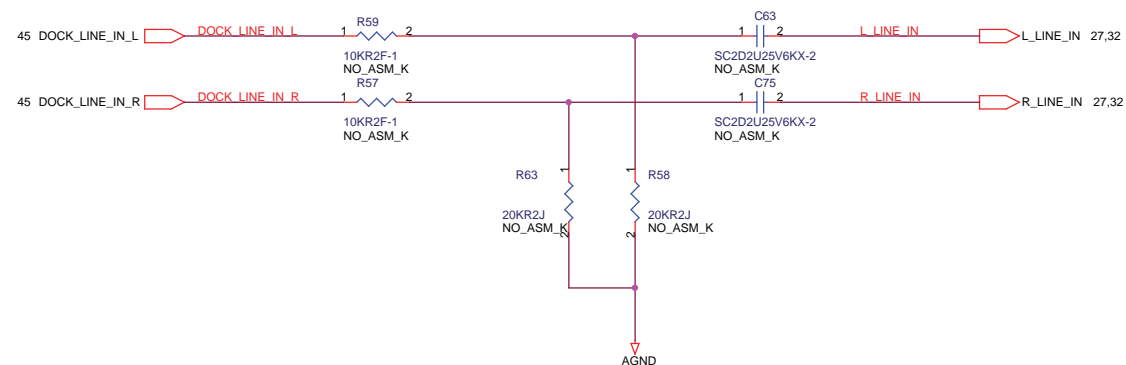 R59
C63
45 DOCK_LINE_IN_L
DOCK_LINE_IN_L
1
2
1
2
L_LINE_IN
L_LINE_IN 27,32
10KR2F-1
NO_ASM_K
SC2D2U25V6KX-2
NO_ASM_K
R57
C75
45 DOCK_LINE_IN_R
DOCK_LINE_IN_R
1
2
1
2
R_LINE_IN
R_LINE_IN 27,32
10KR2F-1
NO_ASM_K
SC2D2U25V6KX-2
NO_ASM_K
R63
1
1
R58
20KR2J
NO_ASM_K
2
20KR2J
NO_ASM_K
2
AGND